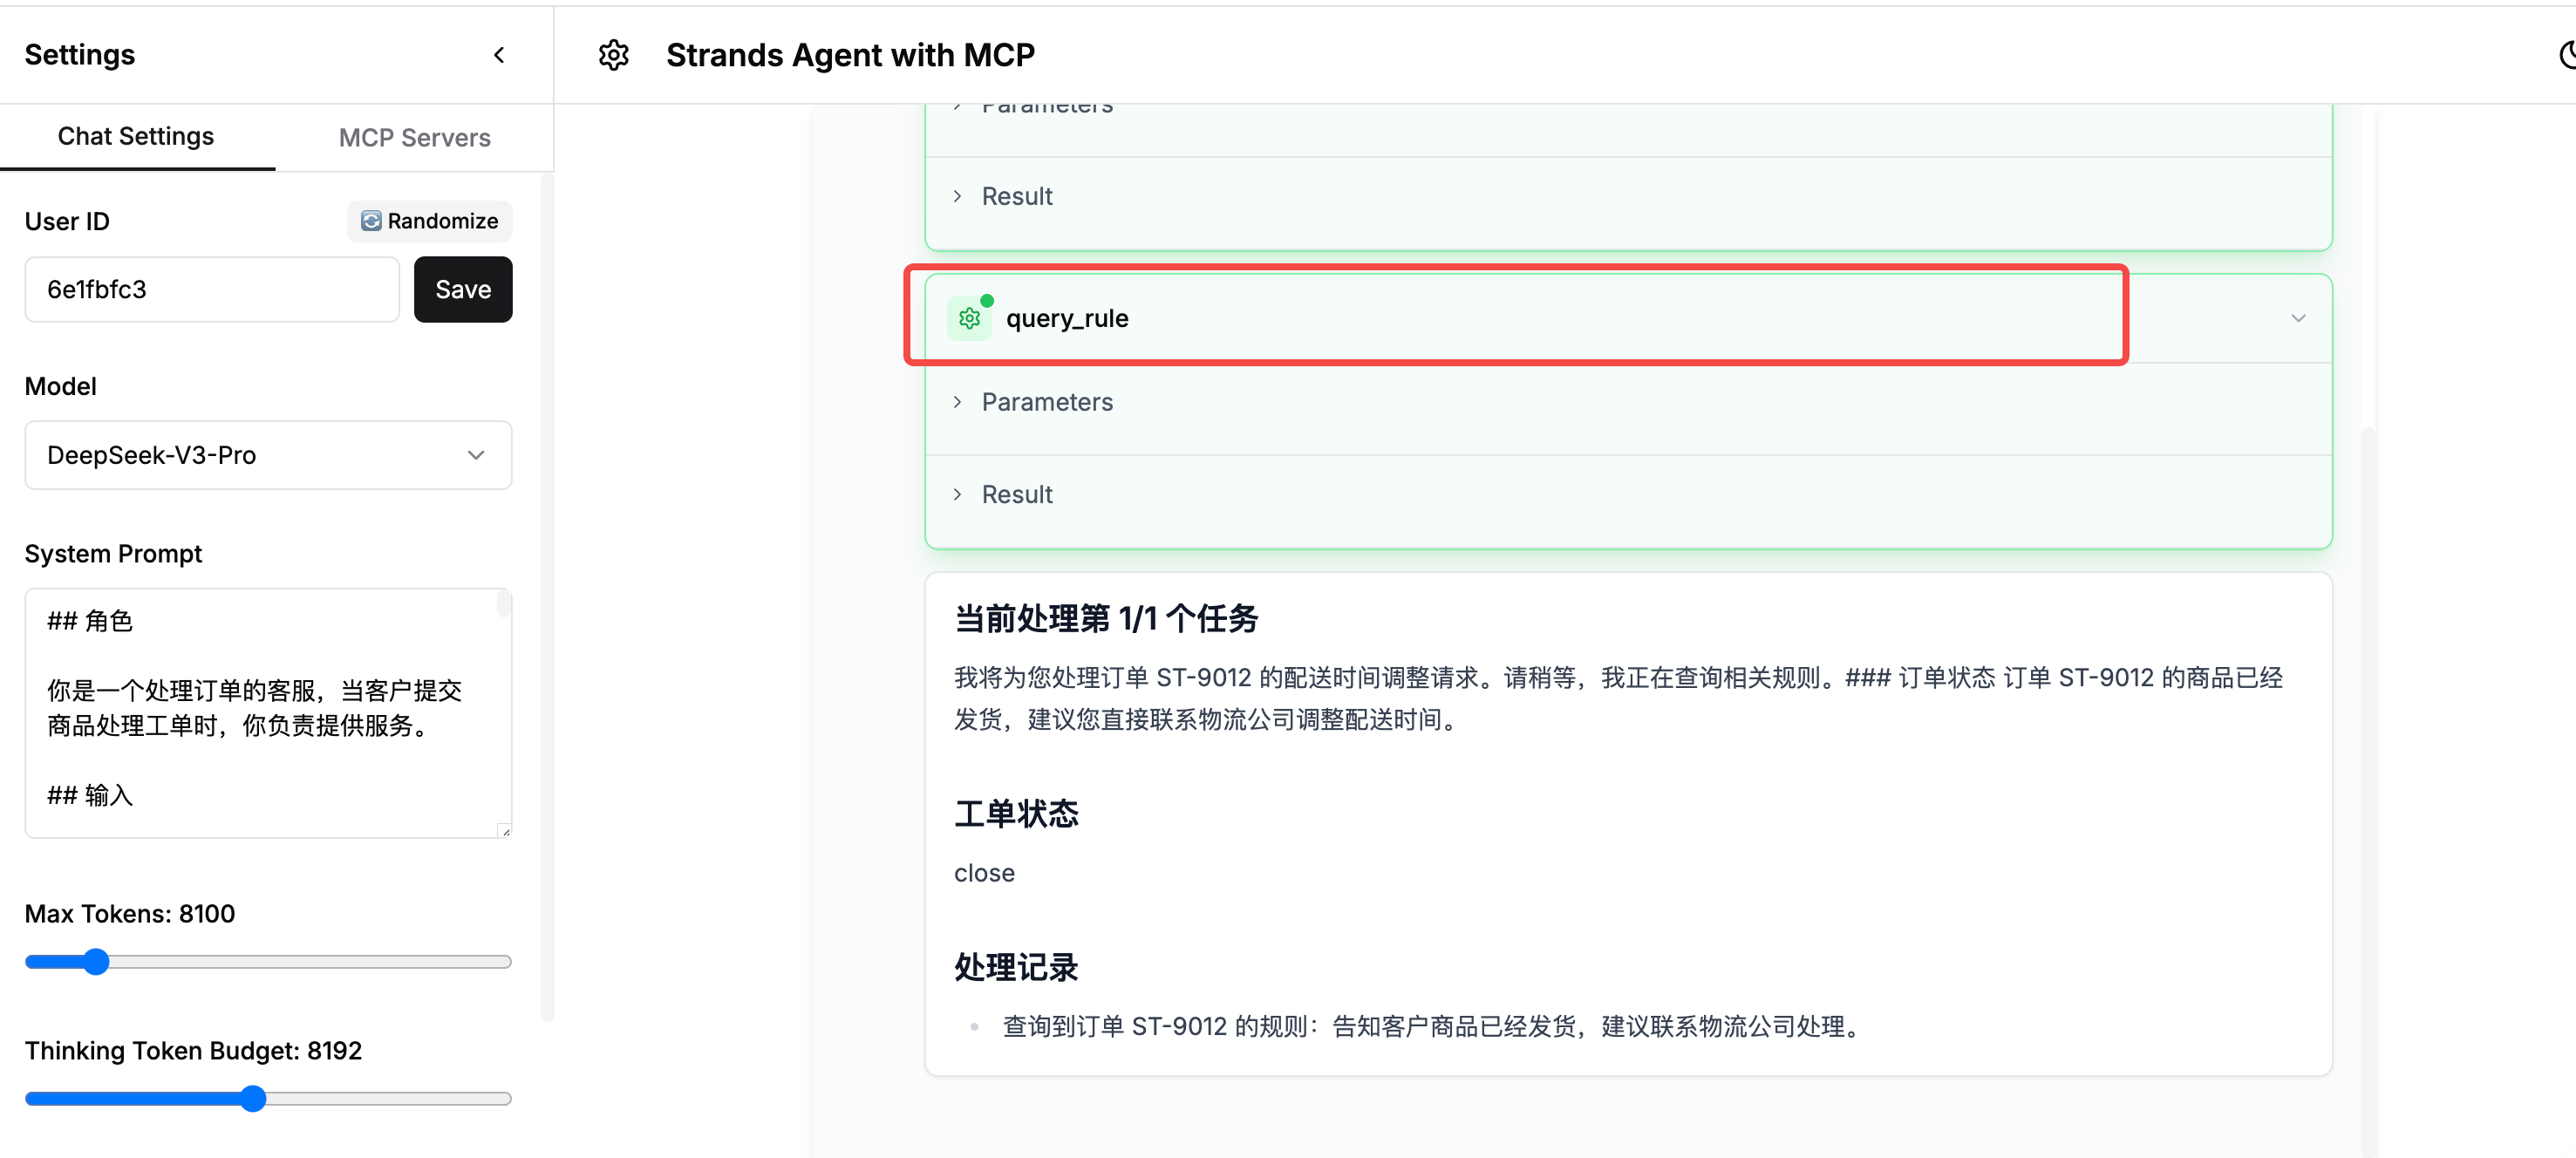 Settings
Strands Agent with MCP
Chat Settings
MCP Servers
User ID
Randomize
6e1fbfc3
Save
Model
DeepSeek-V3-Pro
System Prompt
## 角色
你是一个处理订单的客服，当客户提交
商品处理工单时，你负责提供服务。
## 输入
Max Tokens: 8100
Thinking Token Budget: 8192
Parameters
Result
query_rule
Parameters
Result
当前处理第 1/1 个任务
我将为您处理订单 ST-9012 的配送时间调整请求。请稍等，我正在查询相关规则。### 订单状态 订单 ST-9012 的商品已经
发货，建议您直接联系物流公司调整配送时间。
工单状态
close
处理记录
查询到订单 ST-9012 的规则：告知客户商品已经发货，建议联系物流公司处理。